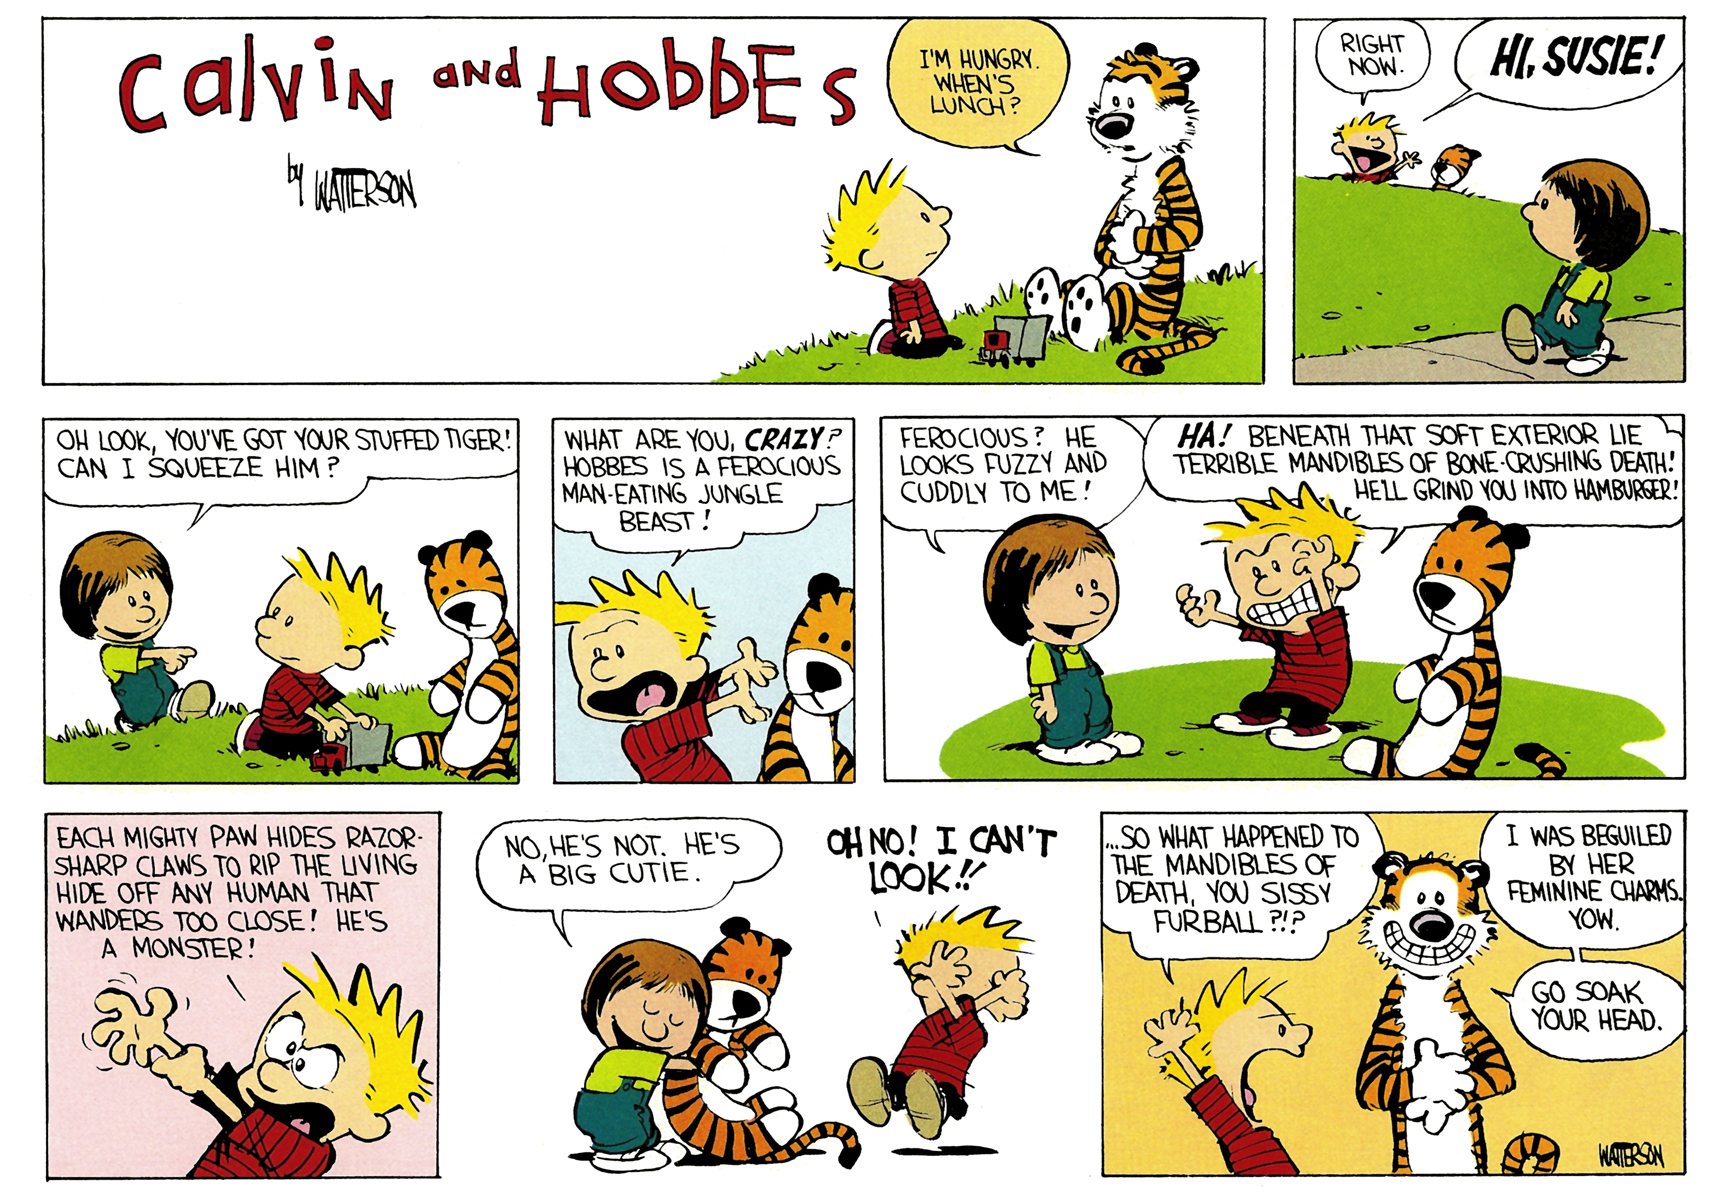 CALVIN AND HOBBES
by WATTERSON
I'M HUNGRY.
WHEN'S
LUNCH?
RIGHT
NOW.
HI, SUSIE!
OH LOOK, YOU'VE GOT YOUR STUFFED TIGER!
CAN I SQUEEZE HIM?
WHAT ARE YOU, CRAZY?
HOBBES IS A FEROCIOUS
MAN-EATING JUNGLE
BEAST!
FEROCIOUS? HE
LOOKS FUZZY AND
CUDDLY TO ME!
HA! BENEATH THAT SOFT EXTERIOR LIE
TERRIBLE MANDIBLES OF BONE-CRUSHING DEATH!
HE'LL GRIND YOU INTO HAMBURGER!
EACH MIGHTY PAW HIDES RAZOR-
SHARP CLAWS TO RIP THE LIVING
HIDE OFF ANY HUMAN THAT
WANDERS TOO CLOSE! HE'S
A MONSTER!
NO, HE'S NOT. HE'S
A BIG CUTIE.
OH NO! I CAN'T
LOOK!!
...SO WHAT HAPPENED TO
THE MANDIBLES OF
DEATH, YOU SISSY
FURBALL?!?
I WAS BEGUILED
BY HER
FEMININE CHARMS.
YOW.
GO SOAK
YOUR HEAD.
WATTERSON